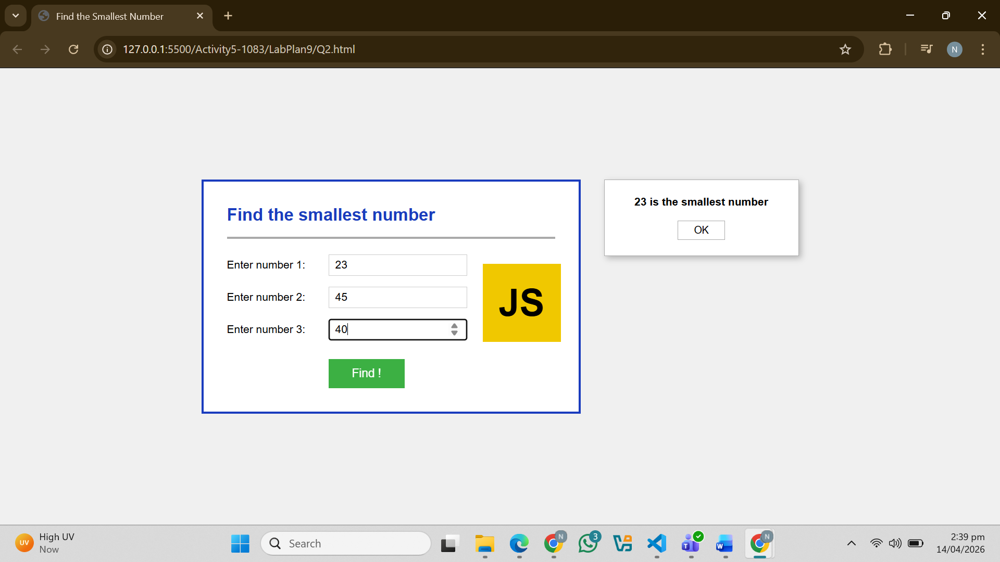 Find the Smallest Number
127.0.0.1:5500/Activity5-1083/LabPlan9/Q2.html
N
Find the smallest number
Enter number 1:
23
Enter number 2:
45
Enter number 3:
40
JS
Find !
23 is the smallest number
OK
UV
High UV
Now
Search
N
3
T
W
N
2:39 pm
14/04/2026